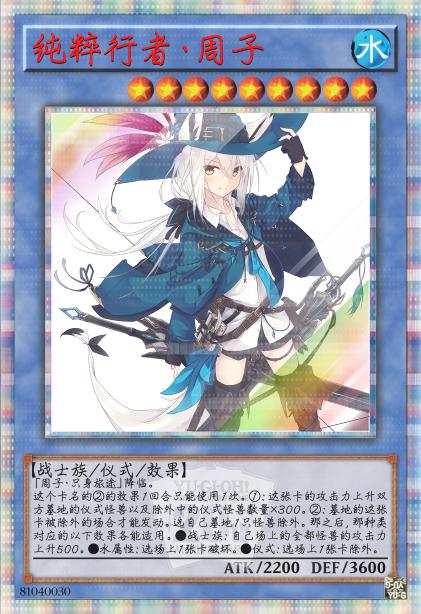 纯粹行者·周子
水
【战士族/仪式/效果】
「周子·只身旅途」降临。
这个卡名的②的效果1回合只能使用1次。①：这张卡的攻击力上升双
方墓地的仪式怪兽以及除外中的仪式怪兽数量×300。②：墓地的这张
卡被除外的场合才能发动。选自己墓地1只怪兽除外。那之后，那种类
对应的以下效果各能适用。●战士族：自己场上的全部怪兽的攻击力
上升500。●水属性：选场上1张卡破坏。●仪式：选场上1张卡除外。
ATK/2200 DEF/3600
81040030